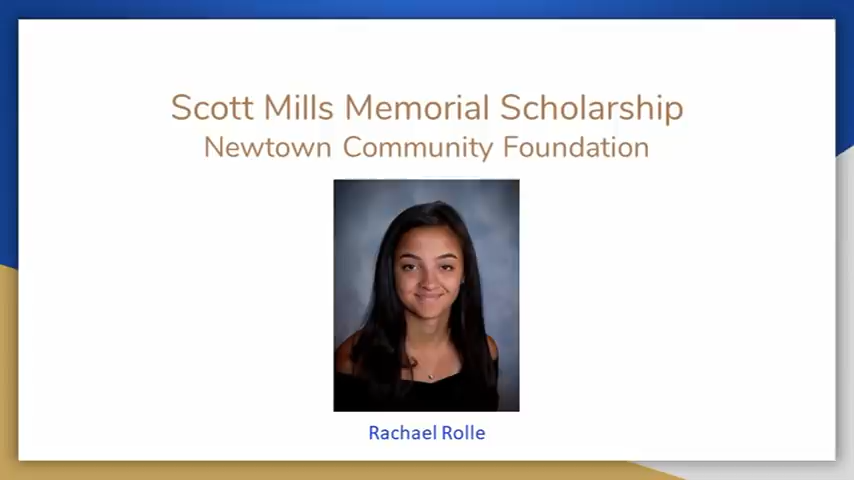 Scott Mills Memorial Scholarship
Newtown Community Foundation
Rachael Rolle